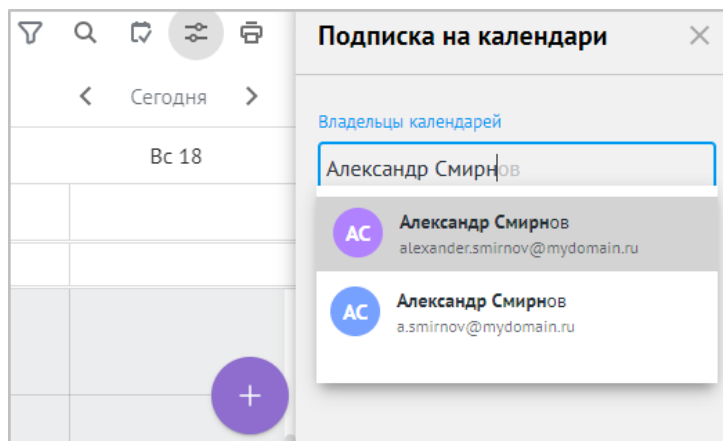 Подписка на календари
Сегодня
Вс 18
Владельцы календарей
Александр Смирнов
АС
Александр Смирнов
alexander.smirnov@mydomain.ru
АС
Александр Смирнов
a.smirnov@mydomain.ru